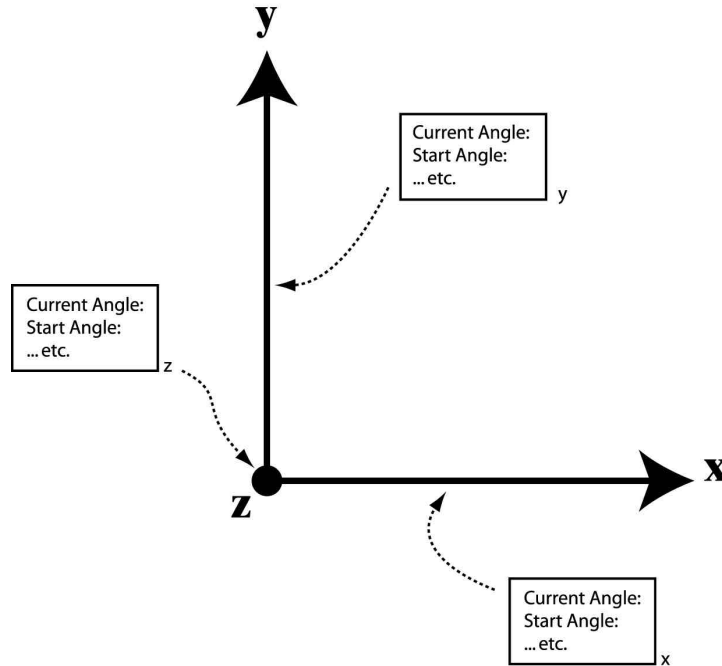 y
Current Angle:
Start Angle:
... etc.
y
Current Angle:
Start Angle:
... etc.
z
x
z
Current Angle:
Start Angle:
... etc.
x